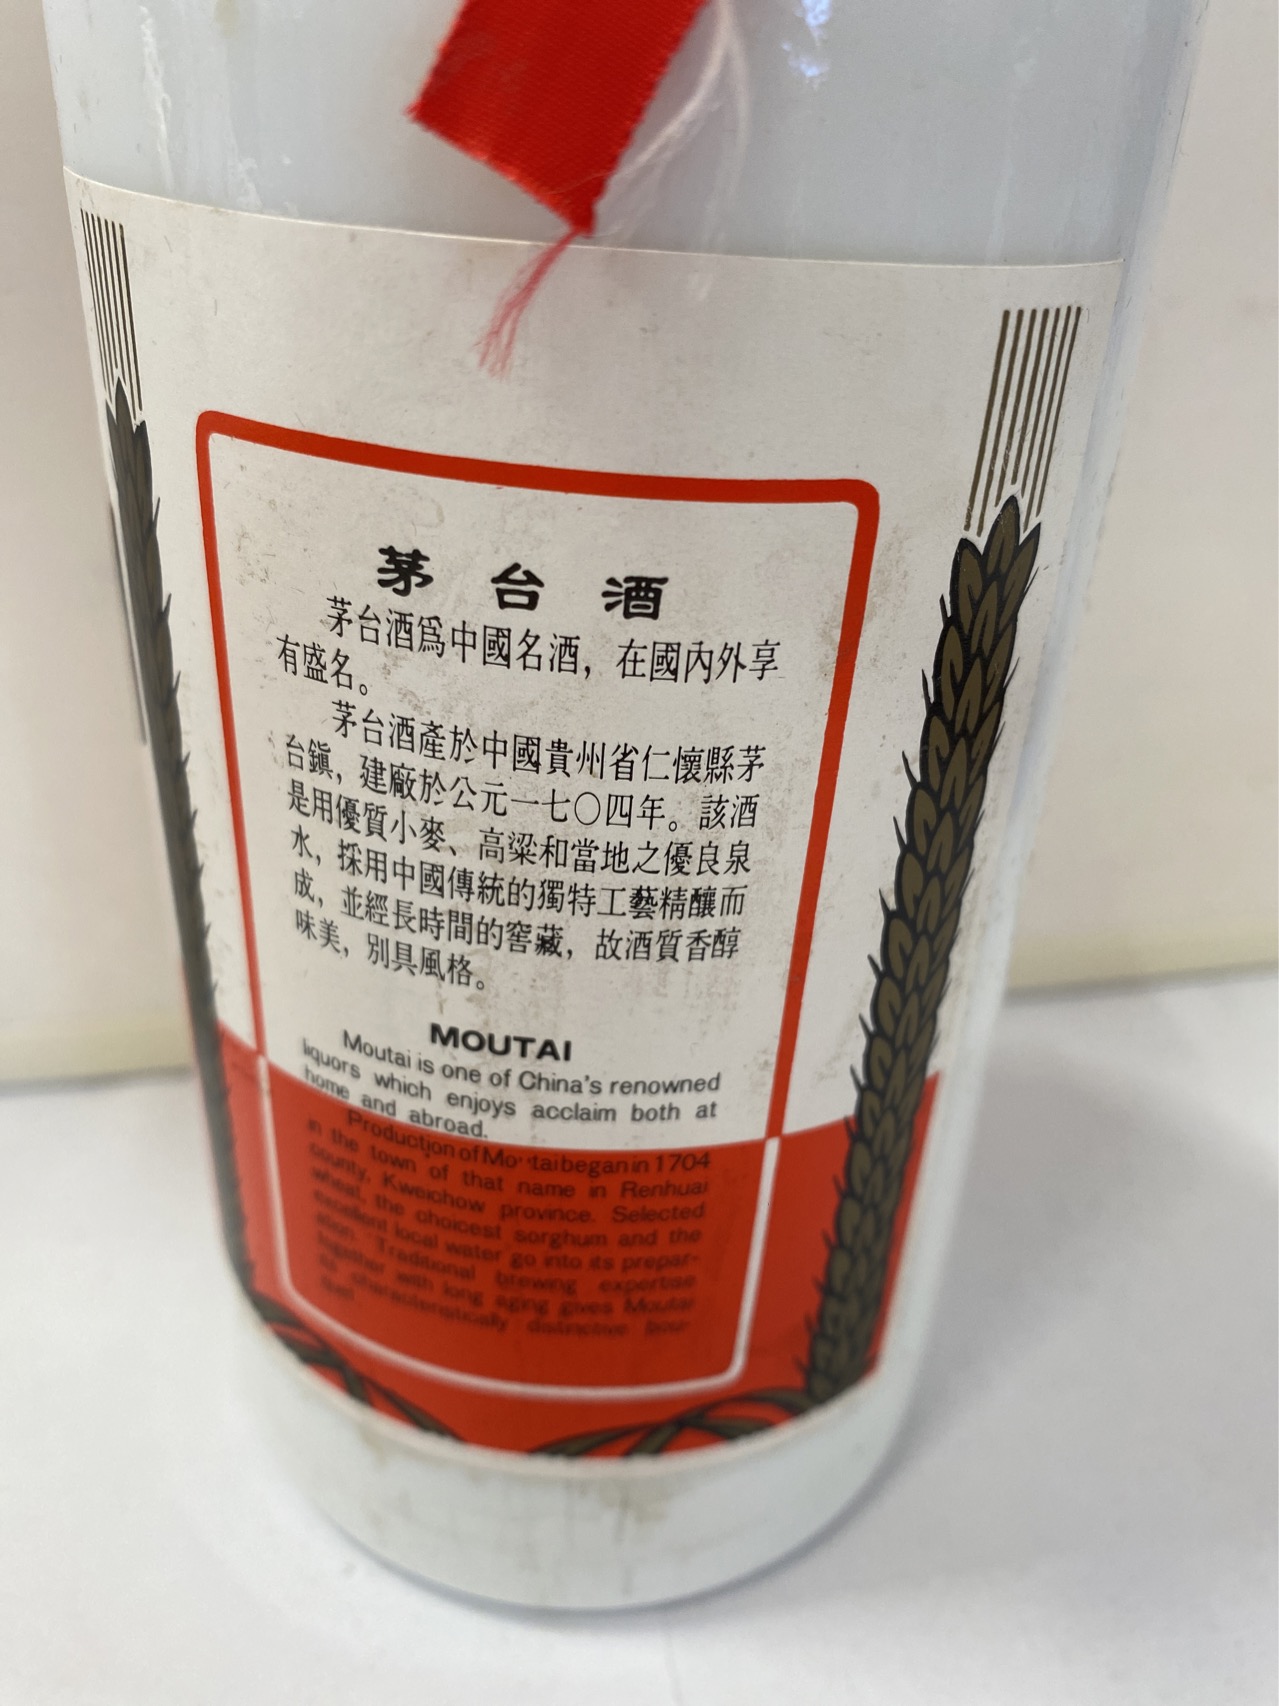 茅台酒
茅台酒爲中國名酒，在國內外享
有盛名。
茅台酒產於中國貴州省仁懷縣茅
台鎭，建廠於公元一七〇四年。該酒
是用優質小麥、高粱和當地之優良泉
水，採用中國傳統的獨特工藝精釀而
成，並經長時間的窖藏，故酒質香醇
味美，別具風格。
MOUTAI
Moutai is one of China's renowned
liquors which enjoys acclaim both at
home and abroad.
Production of Moutai began in 1704
in the town of that name in Renhuai
county, Kweichow province. Selected
wheat, the choicest sorghum and the
excellent local water go into its prepar-
ation. Traditional brewing expertise
together with long aging gives Moutai
its characteristically distinctive